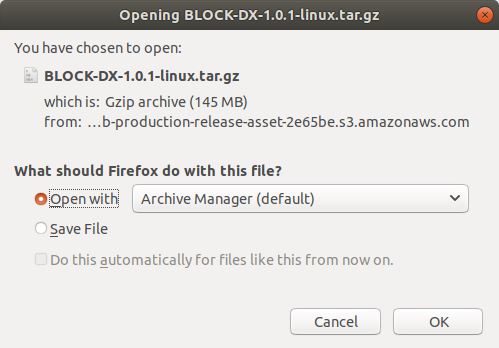 Opening BLOCK-DX-1.0.1-linux.tar.gz
You have chosen to open:
BLOCK-DX-1.0.1-linux.tar.gz
which is: Gzip archive (145 MB)
from: …b-production-release-asset-2e65be.s3.amazonaws.com
What should Firefox do with this file?
Open with Archive Manager (default)
Save File
Do this automatically for files like this from now on.
Cancel OK